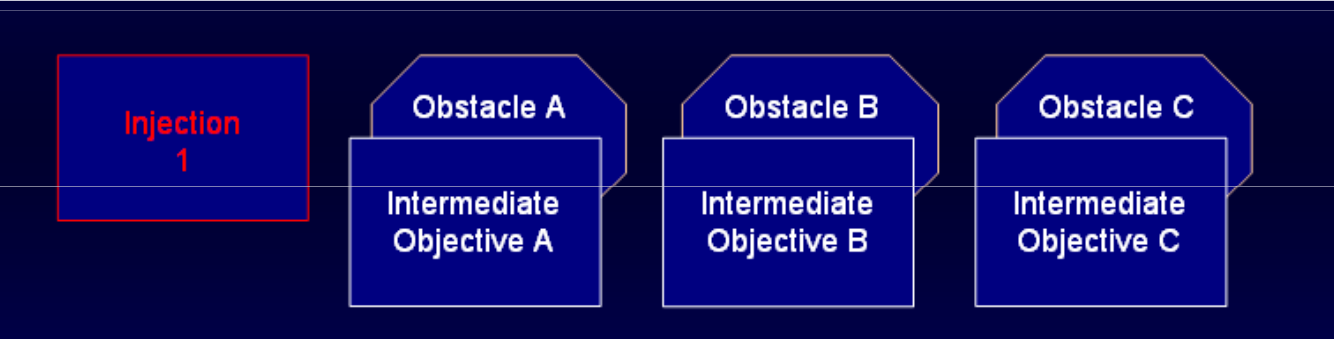 Injection
1
Obstacle A
Intermediate
Objective A
Obstacle B
Intermediate
Objective B
Obstacle C
Intermediate
Objective C